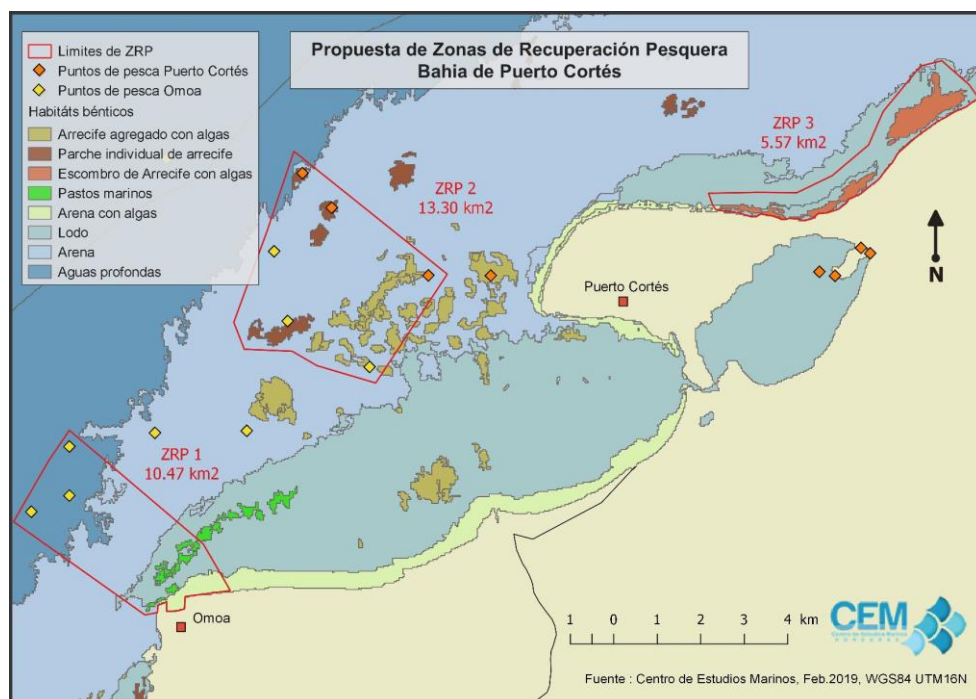 Propuesta de Zonas de Recuperación Pesquera
Bahia de Puerto Cortés
Limites de ZRP
Puntos de pesca Puerto Cortés
Puntos de pesca Omoa
Habitáts bénticos
Arrecife agregado con algas
Parche individual de arrecife
Escombro de Arrecife con algas
Pastos marinos
Arena con algas
Lodo
Arena
Aguas profondas
ZRP 3
5.57 km2
ZRP 2
13.30 km2
N
Puerto Cortés
ZRP 1
10.47 km2
Omoa
1 0 1 2 3 4 km
CEM
Centro de Estudios Marinos
HONDURAS
Fuente : Centro de Estudios Marinos, Feb.2019, WGS84 UTM16N